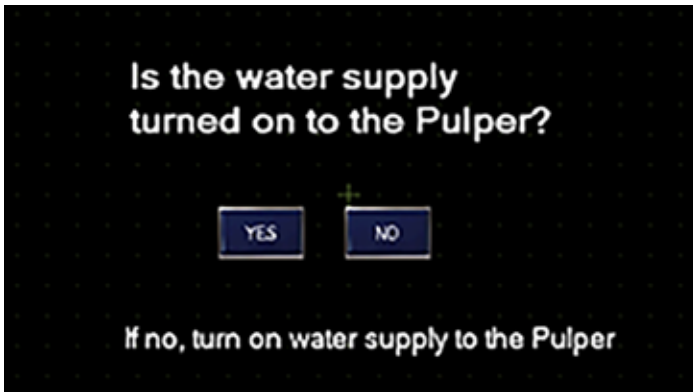 Is the water supply
turned on to the Pulper?
YES NO
If no, turn on water supply to the Pulper